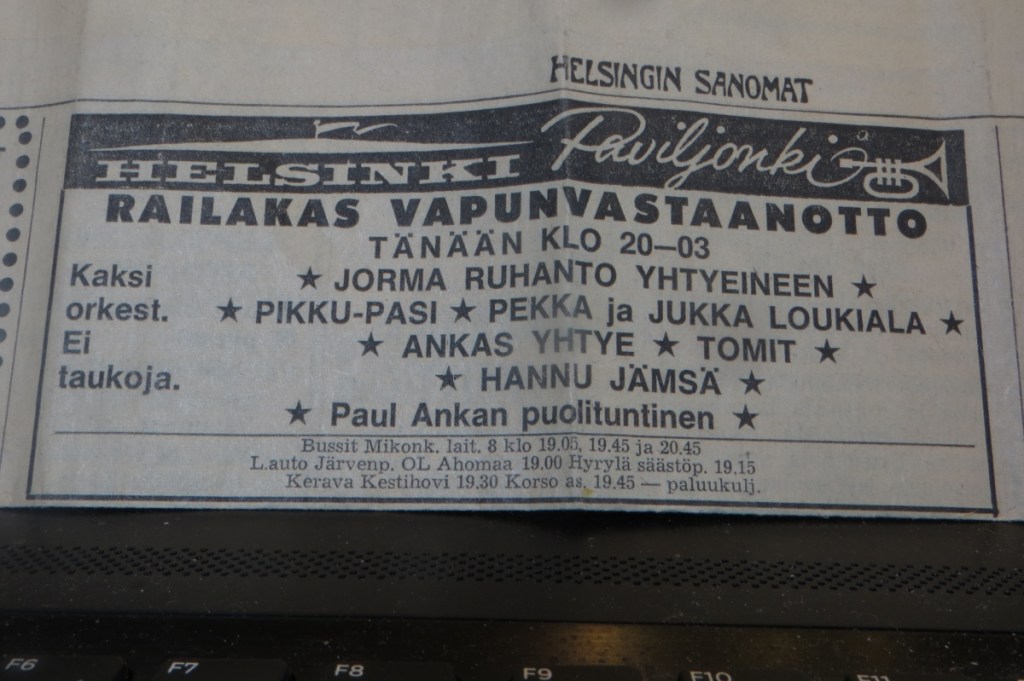 HELSINGIN SANOMAT
HELSINKI Paviljonki
RAILAKAS VAPUNVASTAANOTTO
TÄNÄÄN KLO 20—03
Kaksi ★ JORMA RUHANTO YHTYEINEEN ★
orkest. ★ PIKKU-PASI ★ PEKKA ja JUKKA LOUKIALA ★
Ei ★ ANKAS YHTYE ★ TOMIT ★
taukoja. ★ HANNU JÄMSÄ ★
★ Paul Ankan puolituntinen ★
Bussit Mikonk. lait. 8 klo 19.05, 19.45 ja 20.45
L.auto Järvenp. OL Ahomaa 19.00 Hyrylä säästöp. 19.15
Kerava Kestihovi 19.30 Korso as. 19.45 — paluukulj.
F6 F7 F8 F9 F10 F11